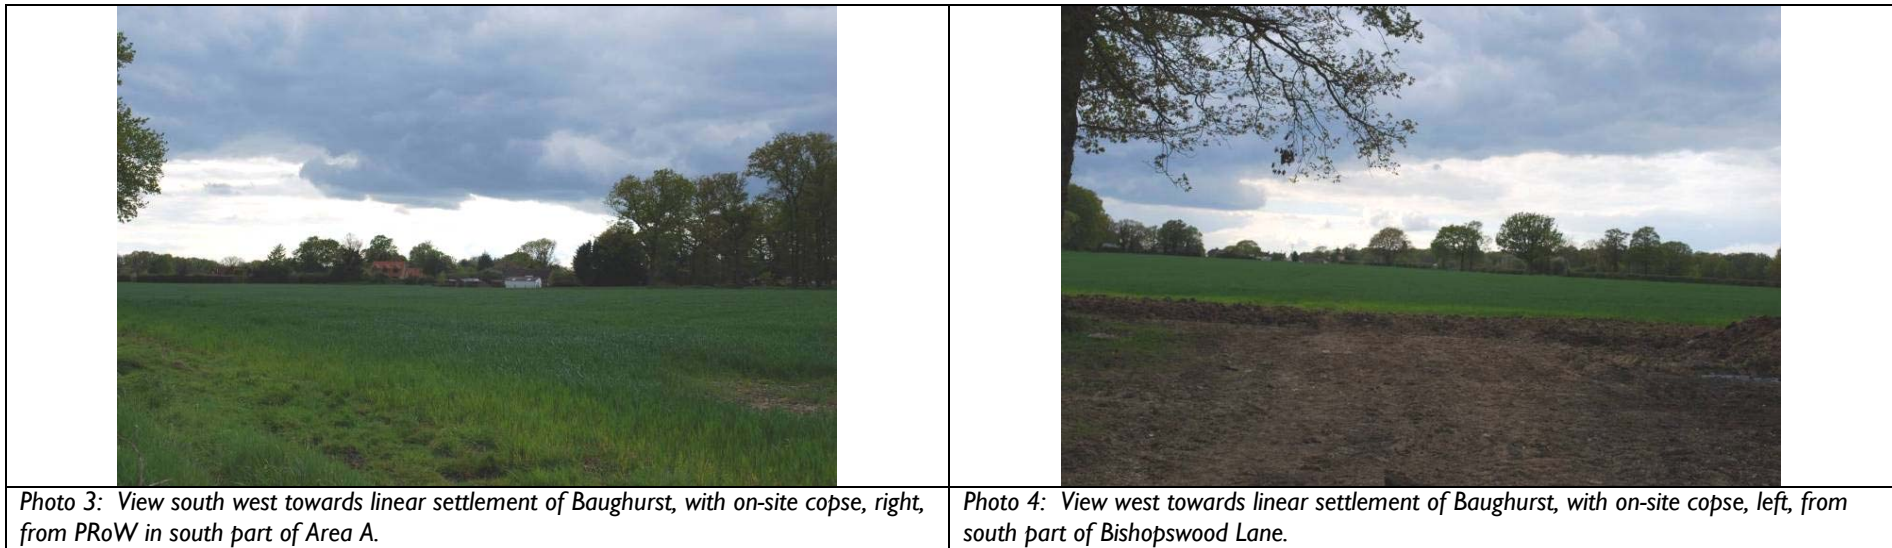 Photo 3: View south west towards linear settlement of Baughurst, with on-site copse, right,
from PRoW in south part of Area A.
Photo 4: View west towards linear settlement of Baughurst, with on-site copse, left, from
south part of Bishopswood Lane.